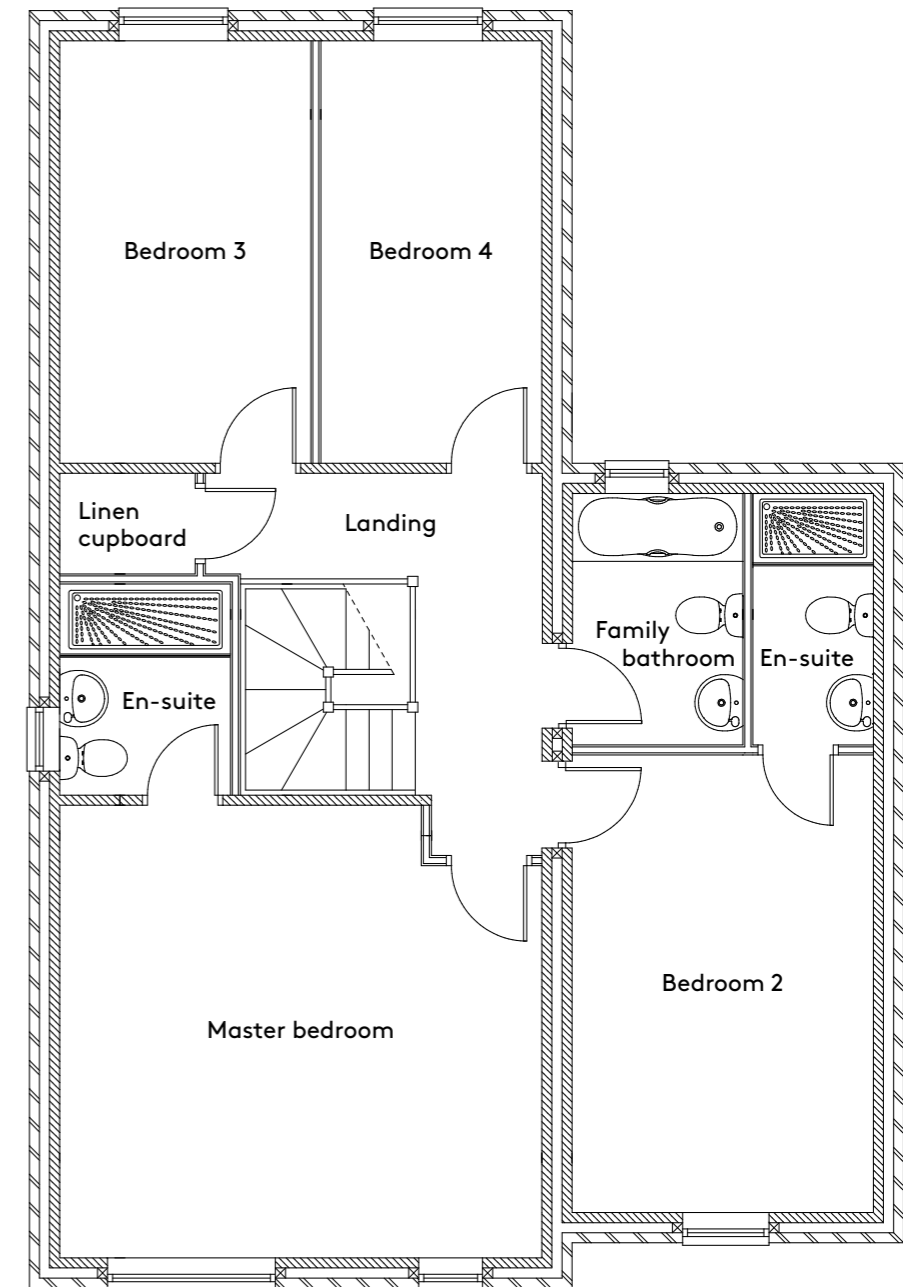 Bedroom 3
Bedroom 4
Linen
cupboard
Landing
Family
bathroom
En-suite
En-suite
Bedroom 2
Master bedroom